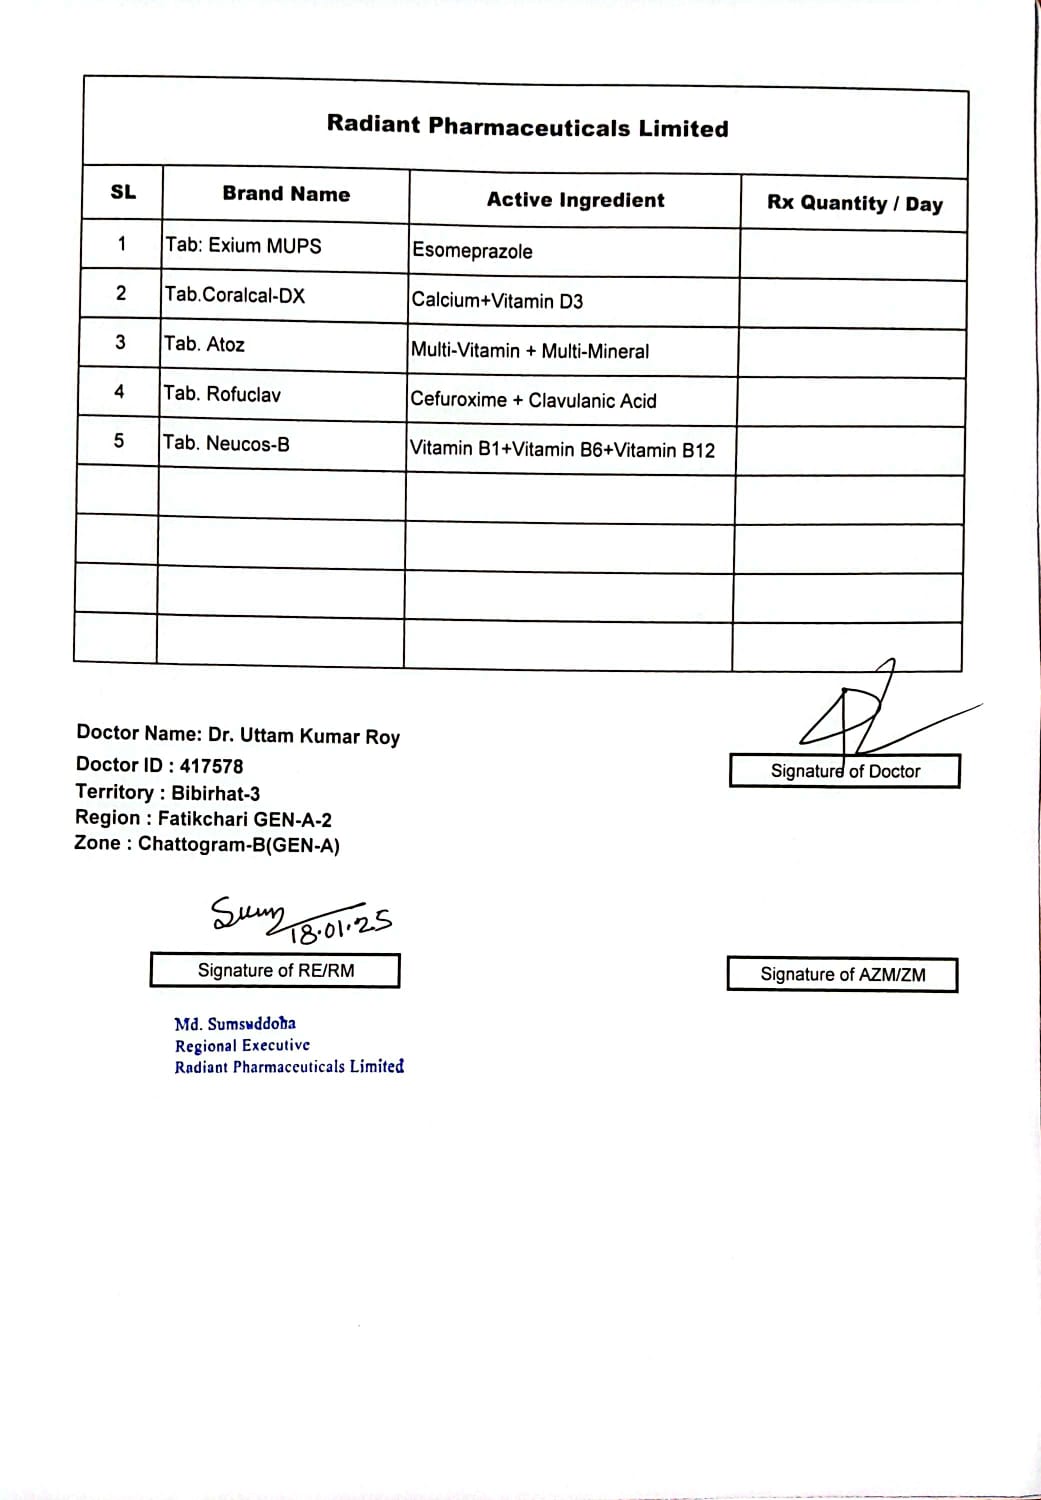 Radiant Pharmaceuticals Limited
SL Brand Name Active Ingredient Rx Quantity / Day
1 Tab: Exium MUPS Esomeprazole
2 Tab.Coralcal-DX Calcium+Vitamin D3
3 Tab. Atoz Multi-Vitamin + Multi-Mineral
4 Tab. Rofuclav Cefuroxime + Clavulanic Acid
5 Tab. Neucos-B Vitamin B1+Vitamin B6+Vitamin B12
Doctor Name: Dr. Uttam Kumar Roy
Doctor ID : 417578
Territory : Bibirhat-3
Region : Fatikchari GEN-A-2
Zone : Chattogram-B(GEN-A)
Signature of Doctor
18.01.25
Signature of RE/RM
Signature of AZM/ZM
Md. Sumsuddoha
Regional Executive
Radiant Pharmaceuticals Limited